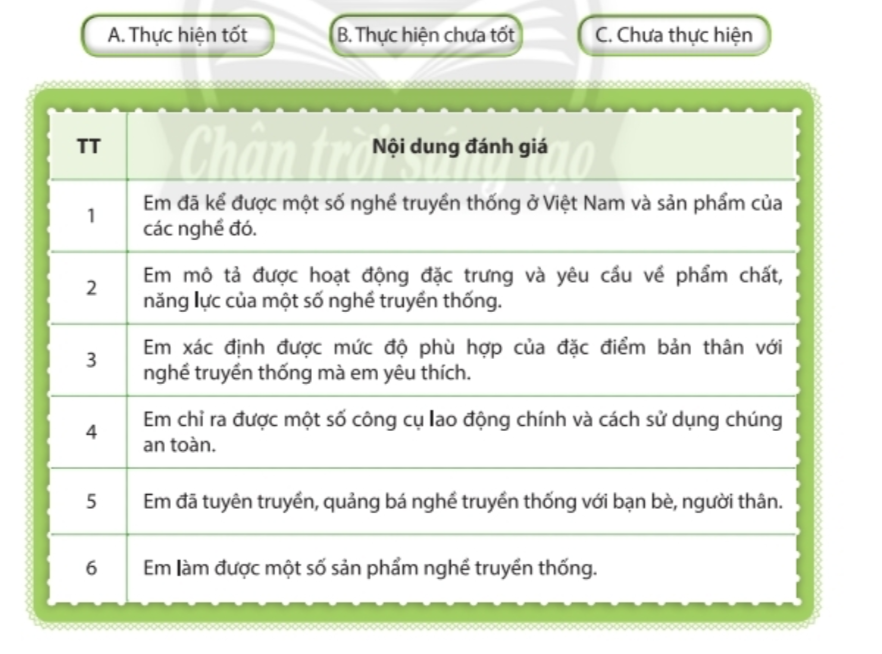 A. Thực hiện tốt
B. Thực hiện chưa tốt
C. Chưa thực hiện
Chân trời sáng tạo
TT
Nội dung đánh giá
1
Em đã kể được một số nghề truyền thống ở Việt Nam và sản phẩm của
các nghề đó.
2
Em mô tả được hoạt động đặc trưng và yêu cầu về phẩm chất,
năng lực của một số nghề truyền thống.
3
Em xác định được mức độ phù hợp của đặc điểm bản thân với
nghề truyền thống mà em yêu thích.
4
Em chỉ ra được một số công cụ lao động chính và cách sử dụng chúng
an toàn.
5
Em đã tuyên truyền, quảng bá nghề truyền thống với bạn bè, người thân.
6
Em làm được một số sản phẩm nghề truyền thống.